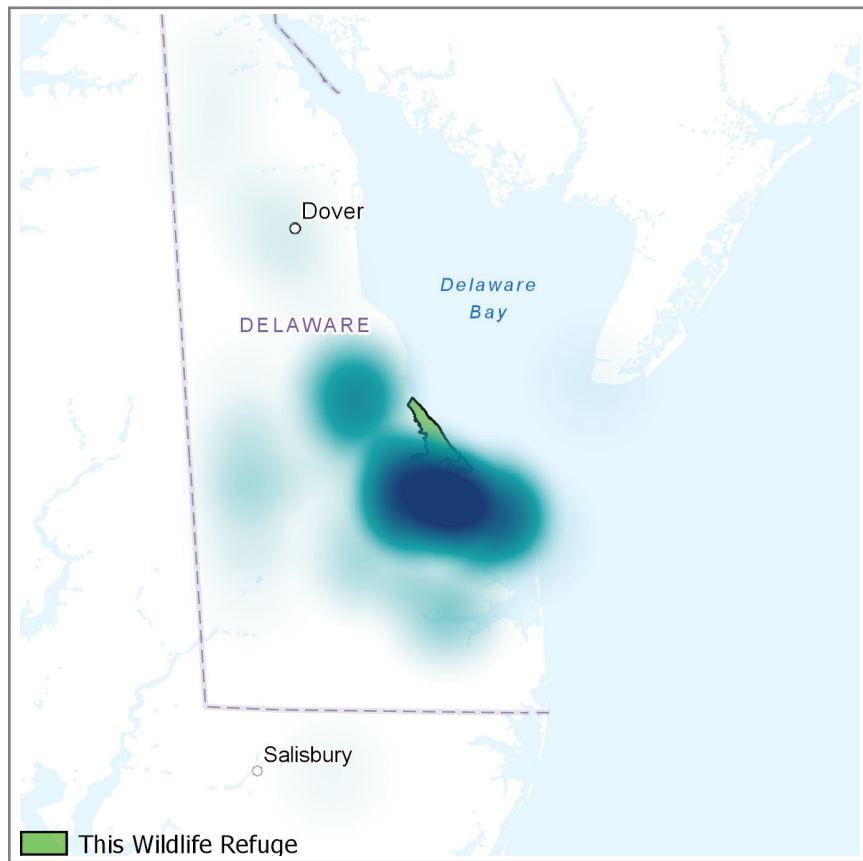 Dover
Delaware
Bay
DELAWARE
Salisbury
This Wildlife Refuge